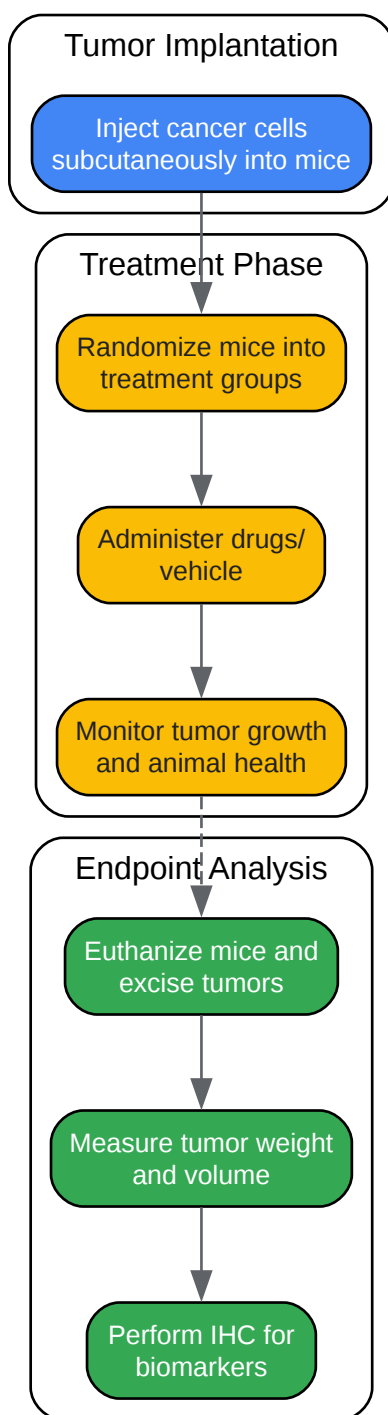 Tumor Implantation
Inject cancer cells
subcutaneously into mice
Treatment Phase
Randomize mice into
treatment groups
Administer drugs/
vehicle
Monitor tumor growth
and animal health
Endpoint Analysis
Euthanize mice and
excise tumors
Measure tumor weight
and volume
Perform IHC for
biomarkers